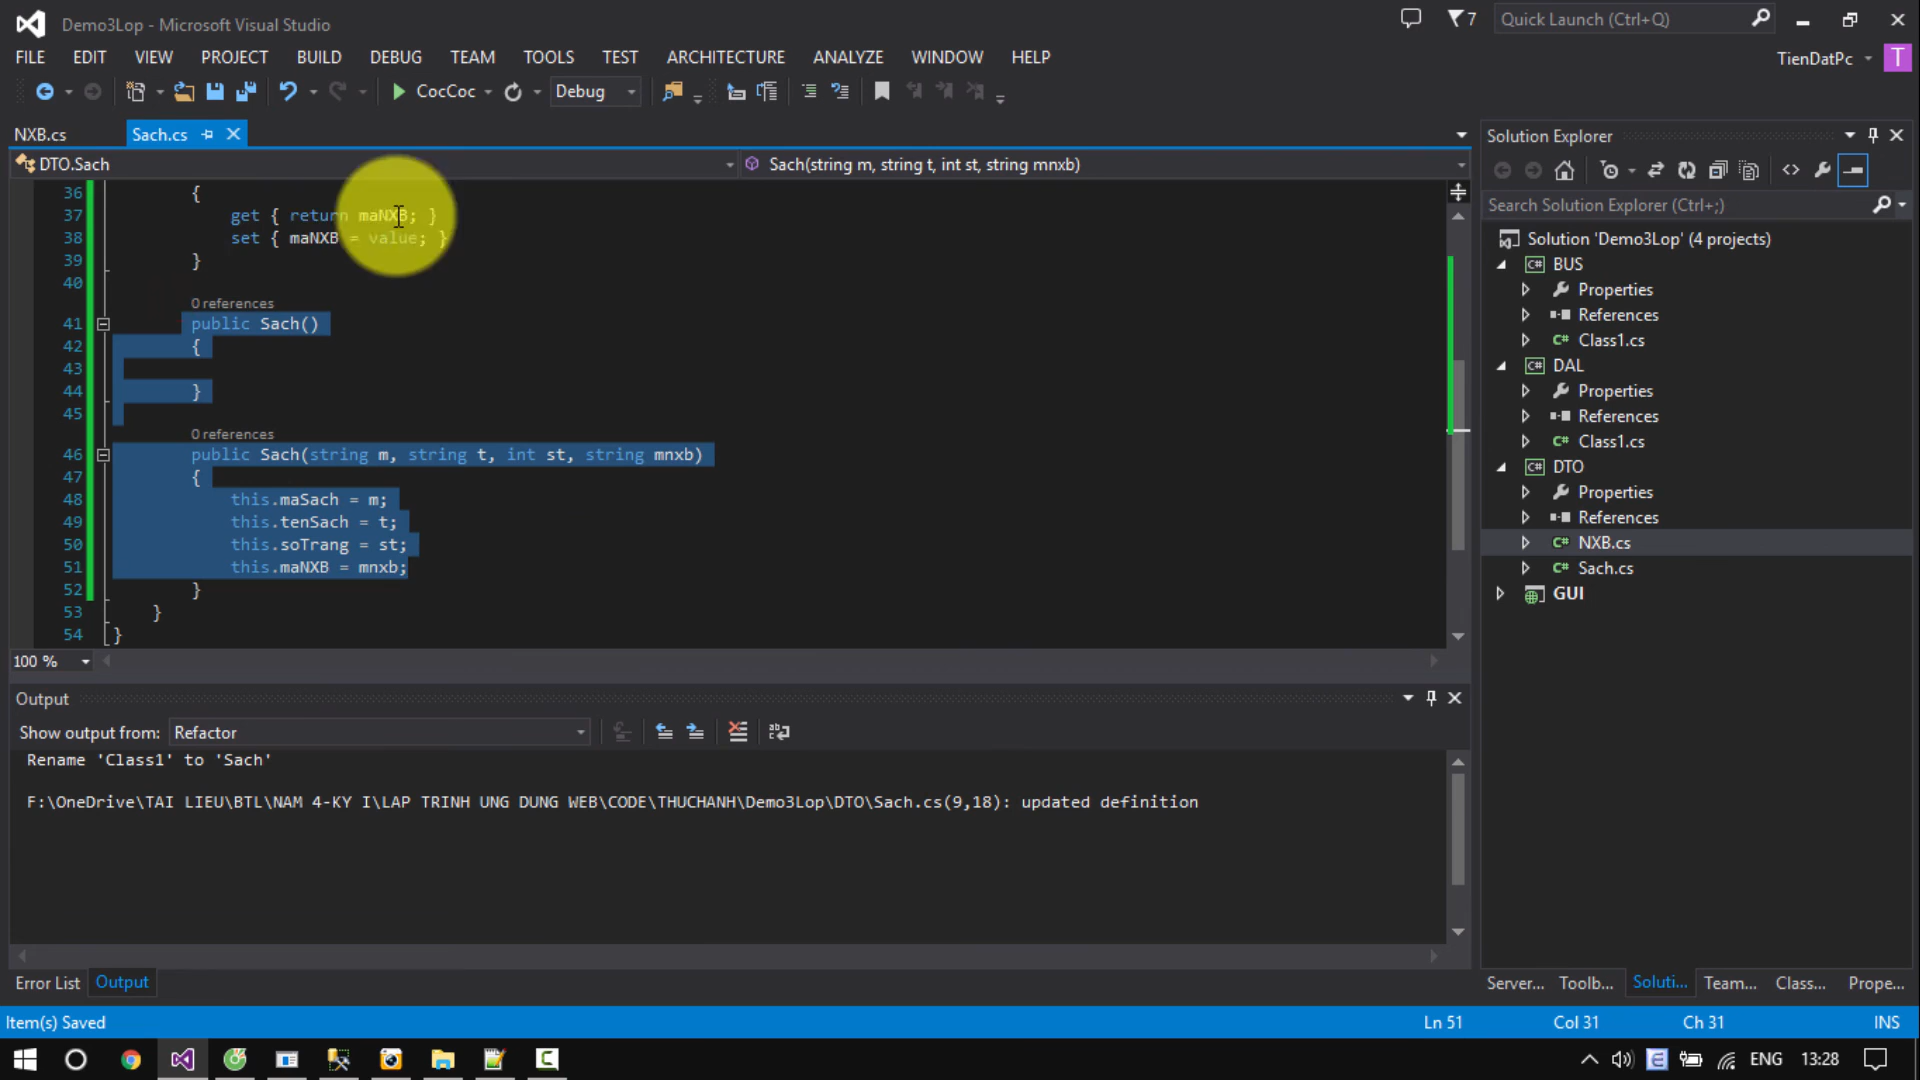 Demo3Lop - Microsoft Visual Studio
7
Quick Launch (Ctrl+Q)
FILE EDIT VIEW PROJECT BUILD DEBUG TEAM TOOLS TEST ARCHITECTURE ANALYZE WINDOW HELP
TienDatPc
T
CocCoc
Debug
NXB.cs
Sach.cs
DTO.Sach
Sach(string m, string t, int st, string mnxb)
36 {
37 get { return maNXB; }
38 set { maNXB = value; }
39 }
40
0 references
41 public Sach()
42 {
43
44 }
45
0 references
46 public Sach(string m, string t, int st, string mnxb)
47 {
48 this.maSach = m;
49 this.tenSach = t;
50 this.soTrang = st;
51 this.maNXB = mnxb;
52 }
53 }
54 }
100 %
Solution Explorer
Search Solution Explorer (Ctrl+;)
Solution 'Demo3Lop' (4 projects)
C# BUS
Properties
References
C# Class1.cs
C# DAL
Properties
References
C# Class1.cs
C# DTO
Properties
References
C# NXB.cs
C# Sach.cs
GUI
Output
Show output from: Refactor
Rename 'Class1' to 'Sach'
F:\OneDrive\TAI LIEU\BTL\NAM 4-KY I\LAP TRINH UNG DUNG WEB\CODE\THUCHANH\Demo3Lop\DTO\Sach.cs(9,18): updated definition
Error List
Output
Server... Toolb... Soluti... Team... Class... Prope...
Item(s) Saved
Ln 51
Col 31
Ch 31
INS
ENG
13:28